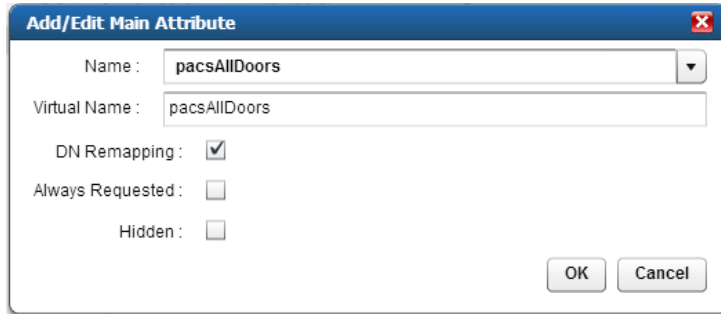 Add/Edit Main Attribute
Name : pacsAllDoors
Virtual Name : pacsAllDoors
DN Remapping :
Always Requested :
Hidden :
OK Cancel